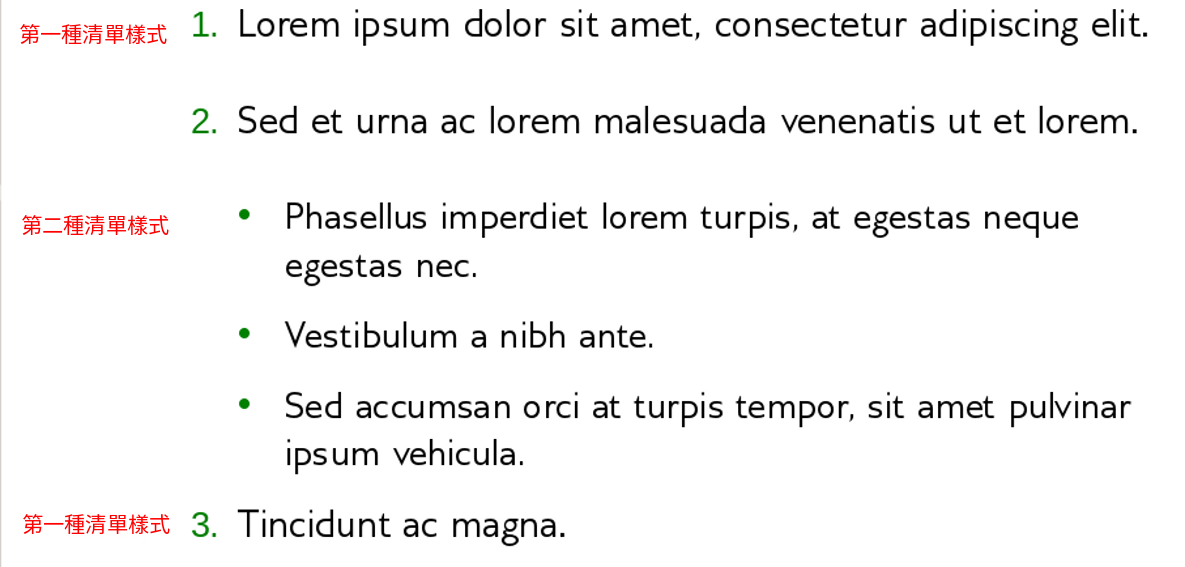 第一種清單樣式 1. Lorem ipsum dolor sit amet, consectetur adipiscing elit.
2. Sed et urna ac lorem malesuada venenatis ut et lorem.
第二種清單樣式 • Phasellus imperdiet lorem turpis, at egestas neque
egestas nec.
• Vestibulum a nibh ante.
• Sed accumsan orci at turpis tempor, sit amet pulvinar
ipsum vehicula.
第一種清單樣式 3. Tincidunt ac magna.